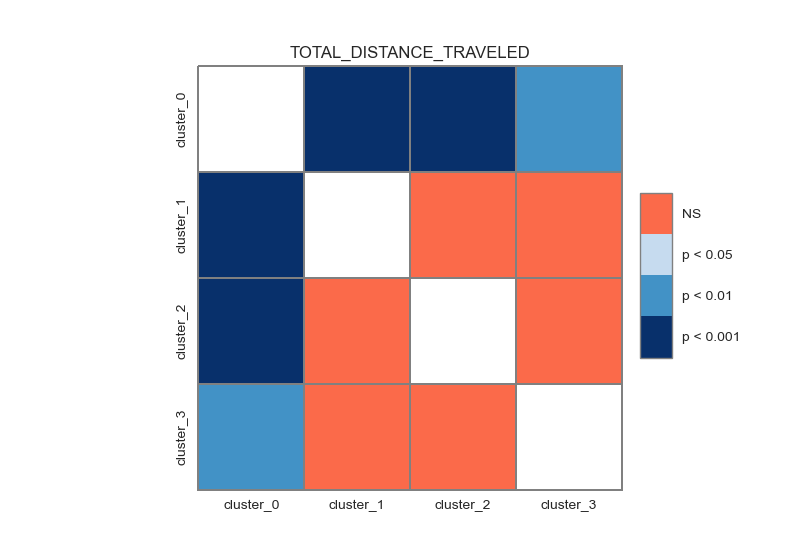 TOTAL_DISTANCE_TRAVELED
cluster_0
cluster_1
cluster_2
cluster_3
cluster_0
cluster_1
cluster_2
cluster_3
NS
p < 0.05
p < 0.01
p < 0.001